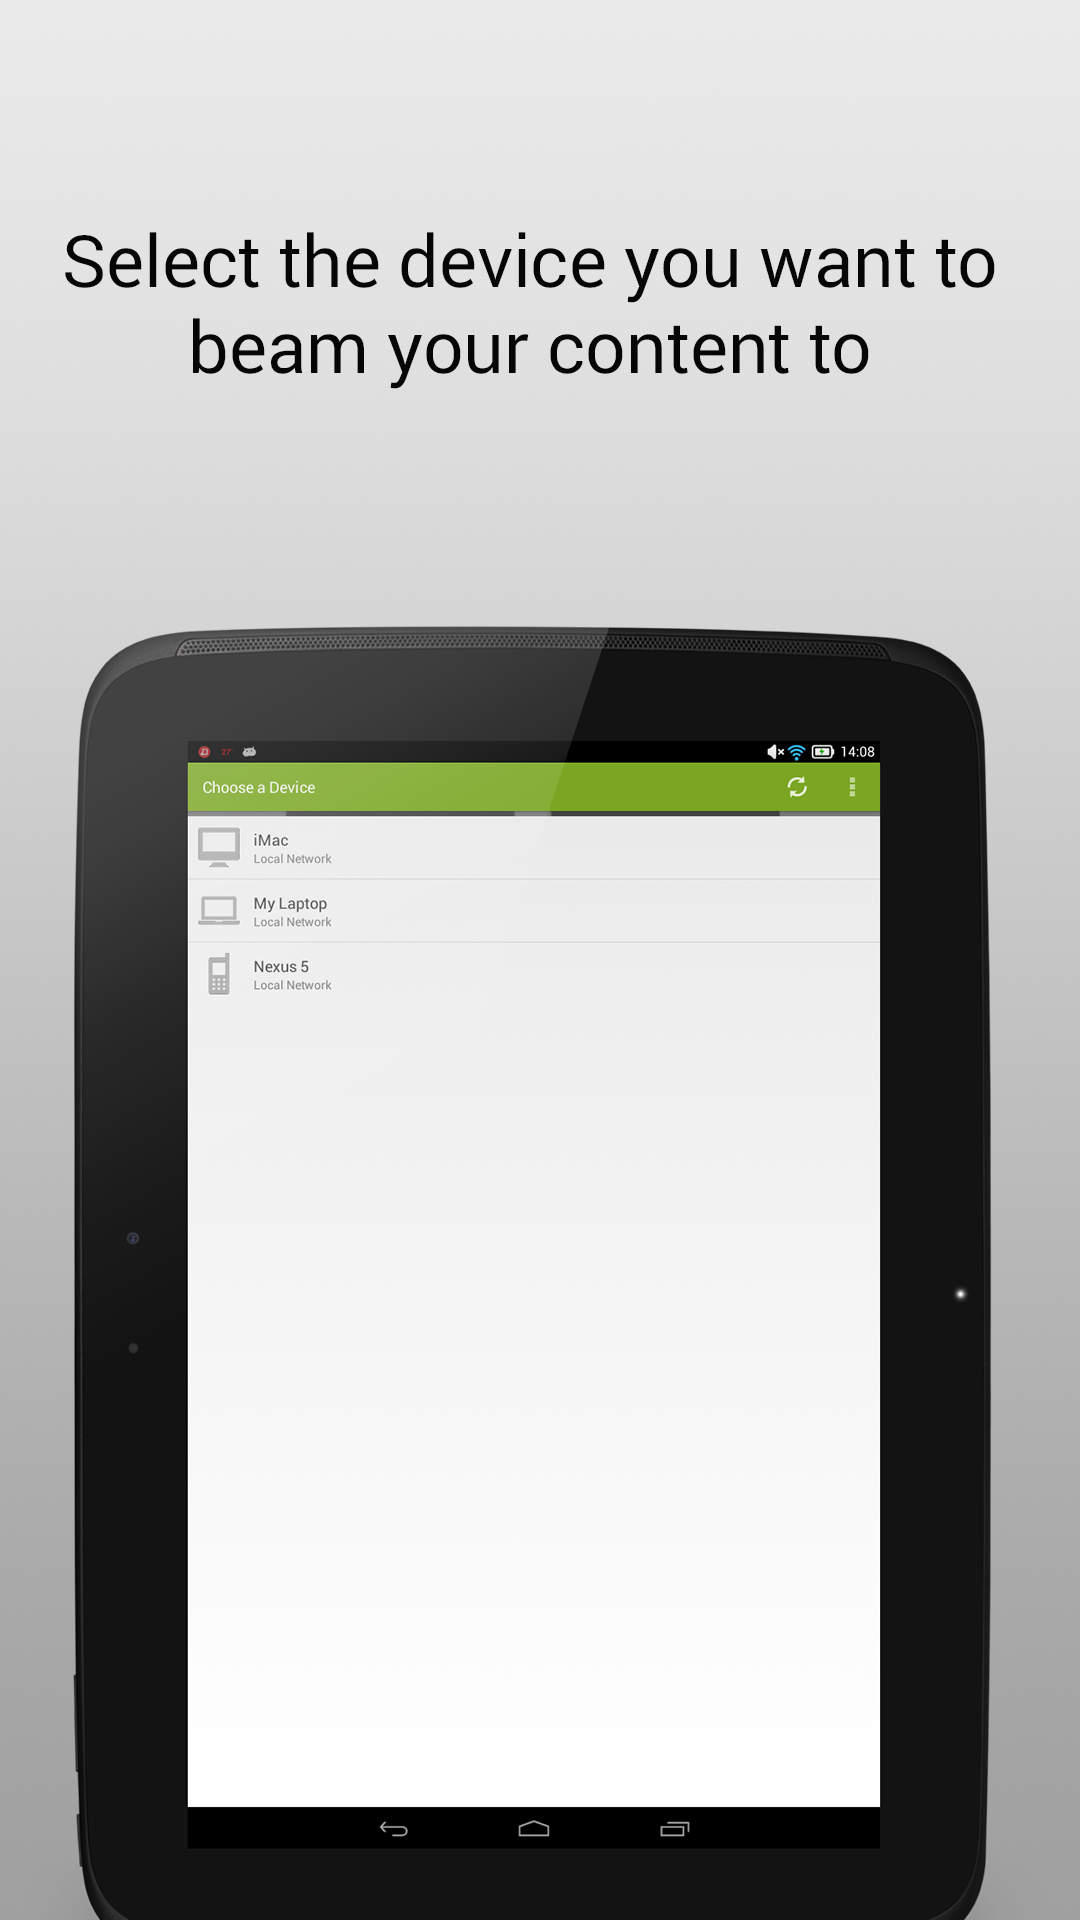 Select the device you want to
beam your content to
27°
14:08
Choose a Device
iMac
Local Network
My Laptop
Local Network
Nexus 5
Local Network